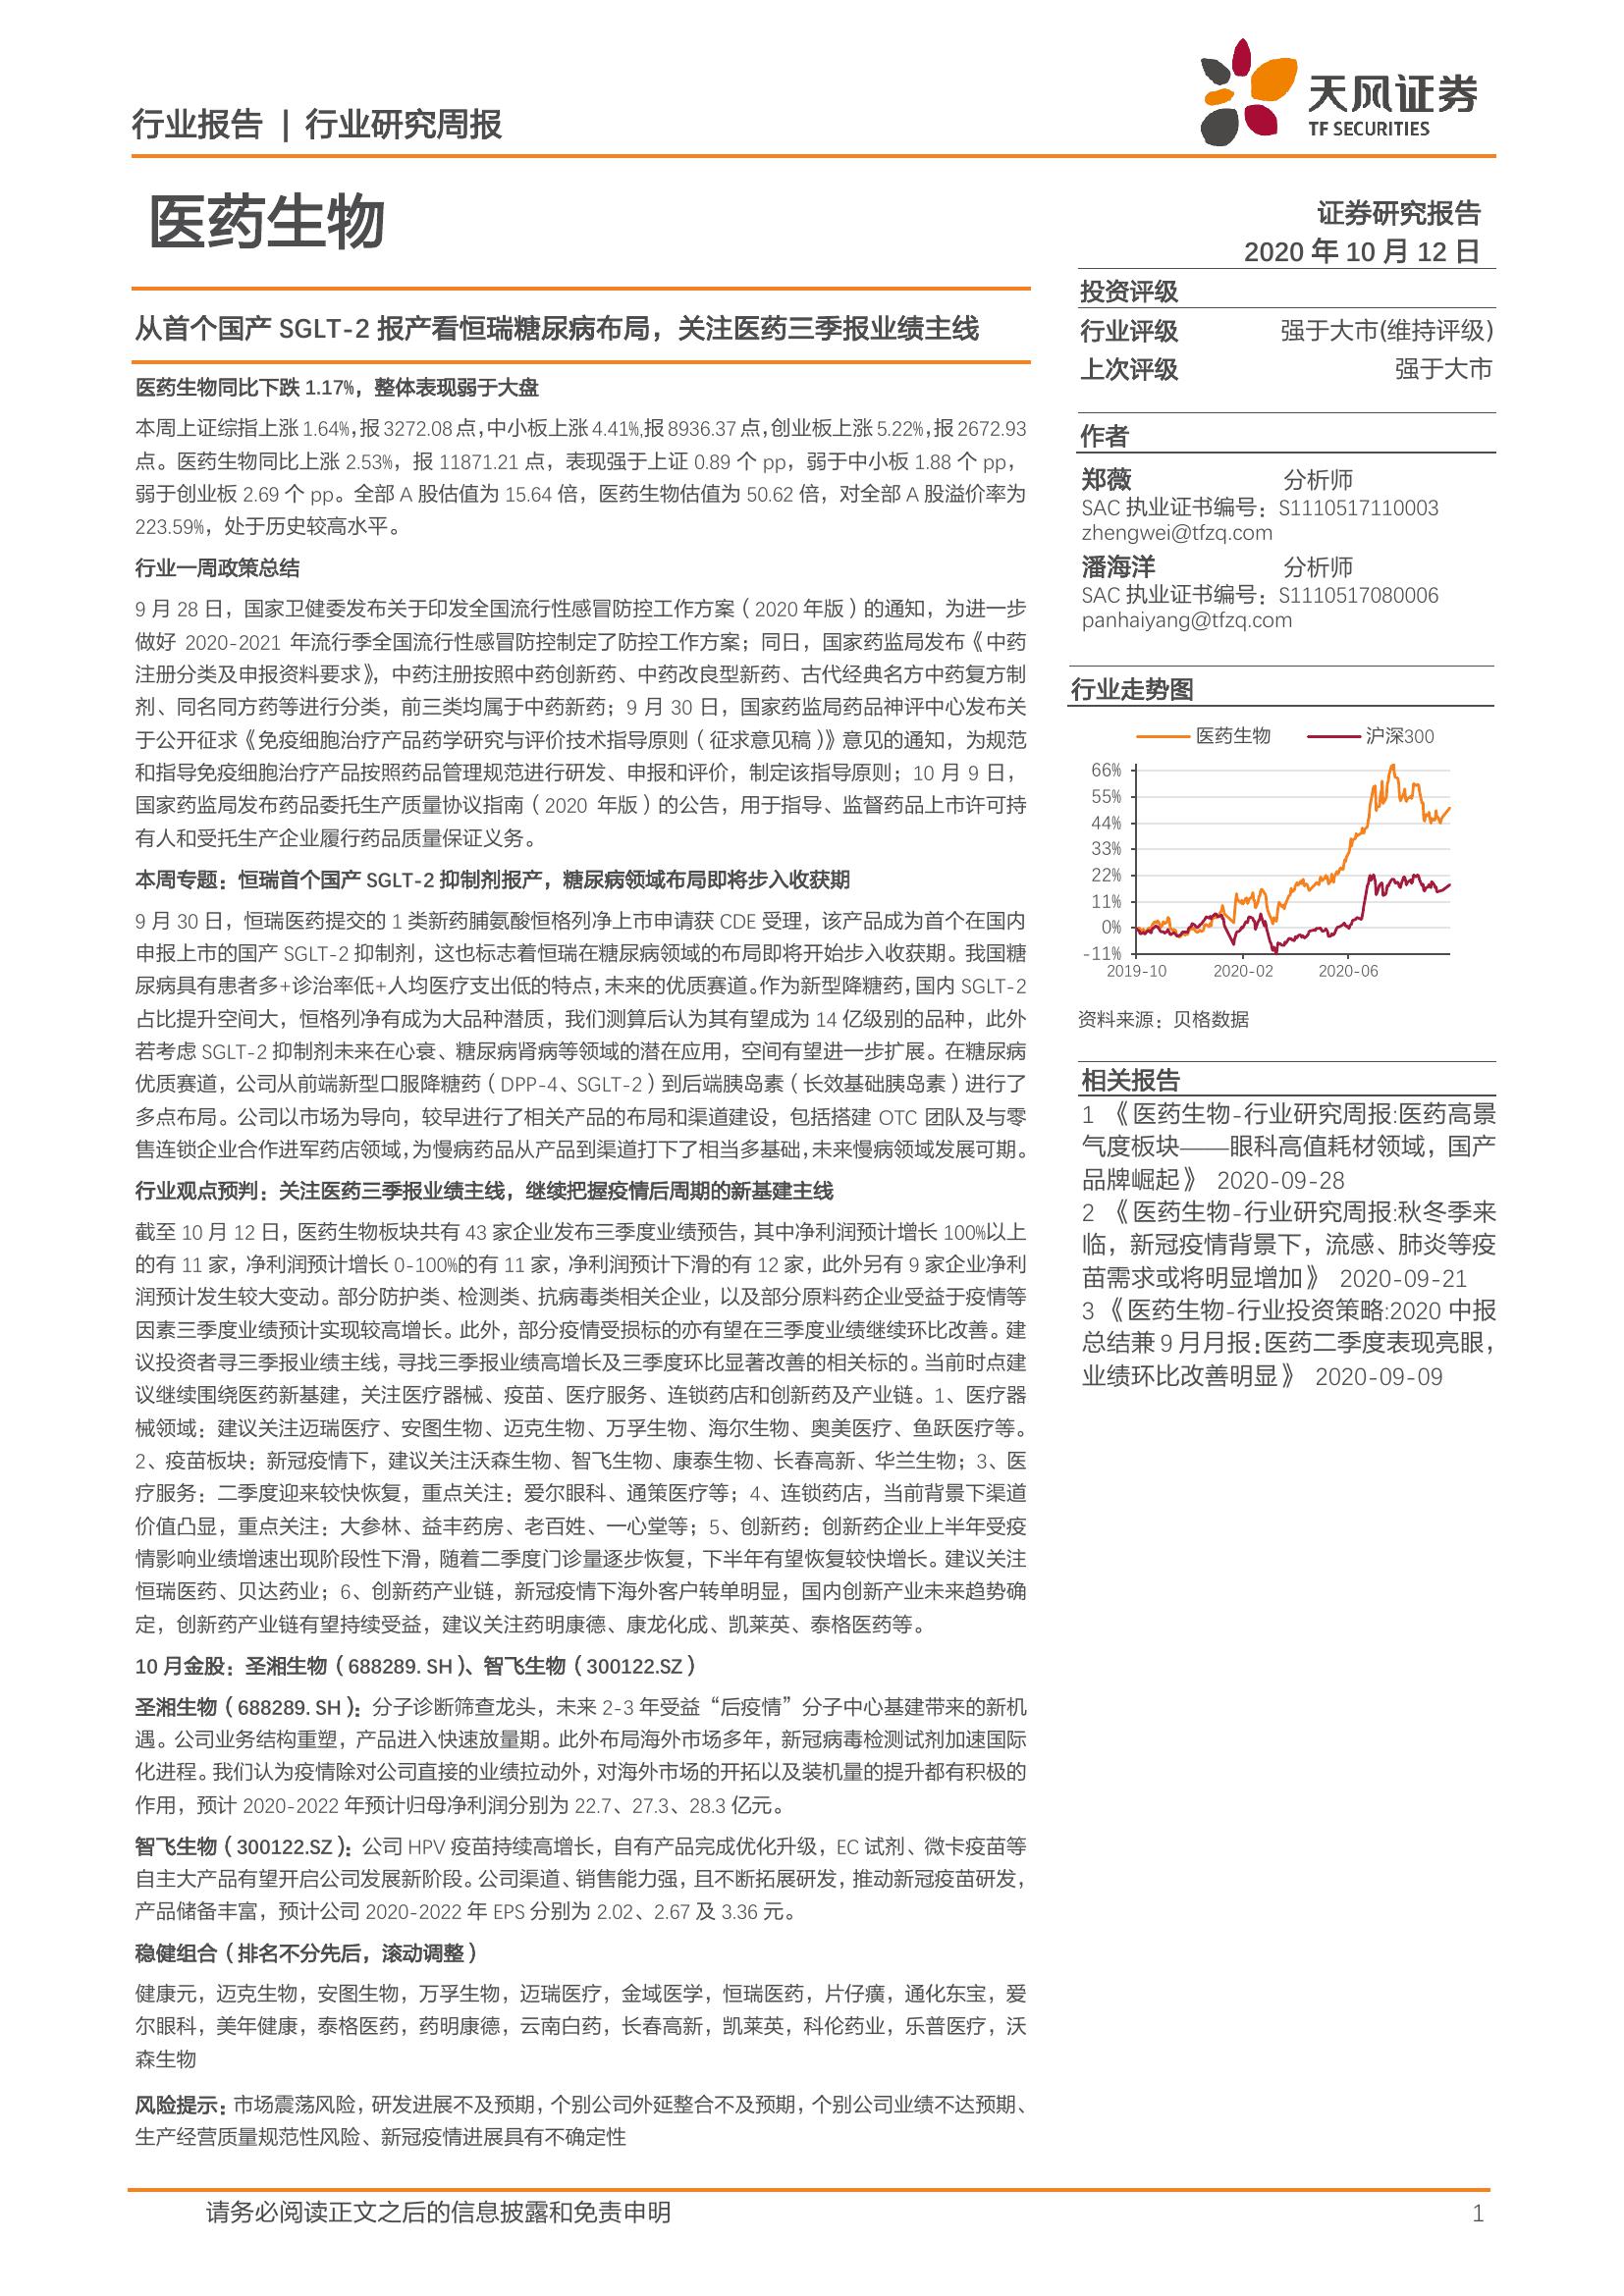 行业报告 | 行业研究周报
天风证券
TF SECURITIES
医药生物
证券研究报告
2020 年 10 月 12 日
从首个国产 SGLT-2 报产看恒瑞糖尿病布局，关注医药三季报业绩主线
医药生物同比下跌 1.17%，整体表现弱于大盘
本周上证综指上涨 1.64%，报 3272.08 点，中小板上涨 4.41%,报 8936.37 点，创业板上涨 5.22%，报 2672.93
点。医药生物同比上涨 2.53%，报 11871.21 点，表现强于上证 0.89 个 pp，弱于中小板 1.88 个 pp，
弱于创业板 2.69 个 pp。全部 A 股估值为 15.64 倍，医药生物估值为 50.62 倍，对全部 A 股溢价率为
223.59%，处于历史较高水平。
行业一周政策总结
9 月 28 日，国家卫健委发布关于印发全国流行性感冒防控工作方案（2020 年版）的通知，为进一步
做好 2020-2021 年流行季全国流行性感冒防控制定了防控工作方案；同日，国家药监局发布《中药
注册分类及申报资料要求》，中药注册按照中药创新药、中药改良型新药、古代经典名方中药复方制
剂、同名同方药等进行分类，前三类均属于中药新药；9 月 30 日，国家药监局药品神评中心发布关
于公开征求《免疫细胞治疗产品药学研究与评价技术指导原则（征求意见稿）》意见的通知，为规范
和指导免疫细胞治疗产品按照药品管理规范进行研发、申报和评价，制定该指导原则；10 月 9 日，
国家药监局发布药品委托生产质量协议指南（2020 年版）的公告，用于指导、监督药品上市许可持
有人和受托生产企业履行药品质量保证义务。
本周专题：恒瑞首个国产 SGLT-2 抑制剂报产，糖尿病领域布局即将步入收获期
9 月 30 日，恒瑞医药提交的 1 类新药脯氨酸恒格列净上市申请获 CDE 受理，该产品成为首个在国内
申报上市的国产 SGLT-2 抑制剂，这也标志着恒瑞在糖尿病领域的布局即将开始步入收获期。我国糖
尿病具有患者多+诊治率低+人均医疗支出低的特点，未来的优质赛道。作为新型降糖药，国内 SGLT-2
占比提升空间大，恒格列净有成为大品种潜质，我们测算后认为其有望成为 14 亿级别的品种，此外
若考虑 SGLT-2 抑制剂未来在心衰、糖尿病肾病等领域的潜在应用，空间有望进一步扩展。在糖尿病
优质赛道，公司从前端新型口服降糖药（DPP-4、SGLT-2）到后端胰岛素（长效基础胰岛素）进行了
多点布局。公司以市场为导向，较早进行了相关产品的布局和渠道建设，包括搭建 OTC 团队及与零
售连锁企业合作进军药店领域，为慢病药品从产品到渠道打下了相当多基础，未来慢病领域发展可期。
行业观点预判：关注医药三季报业绩主线，继续把握疫情后周期的新基建主线
截至 10 月 12 日，医药生物板块共有 43 家企业发布三季度业绩预告，其中净利润预计增长 100%以上
的有 11 家，净利润预计增长 0-100%的有 11 家，净利润预计下滑的有 12 家，此外另有 9 家企业净利
润预计发生较大变动。部分防护类、检测类、抗病毒类相关企业，以及部分原料药企业受益于疫情等
因素三季度业绩预计实现较高增长。此外，部分疫情受损标的亦有望在三季度业绩继续环比改善。建
议投资者寻三季报业绩主线，寻找三季报业绩高增长及三季度环比显著改善的相关标的。当前时点建
议继续围绕医药新基建，关注医疗器械、疫苗、医疗服务、连锁药店和创新药及产业链。1、医疗器
械领域：建议关注迈瑞医疗、安图生物、迈克生物、万孚生物、海尔生物、奥美医疗、鱼跃医疗等。
2、疫苗板块：新冠疫情下，建议关注沃森生物、智飞生物、康泰生物、长春高新、华兰生物；3、医
疗服务：二季度迎来较快恢复，重点关注：爱尔眼科、通策医疗等；4、连锁药店，当前背景下渠道
价值凸显，重点关注：大参林、益丰药房、老百姓、一心堂等；5、创新药：创新药企业上半年受疫
情影响业绩增速出现阶段性下滑，随着二季度门诊量逐步恢复，下半年有望恢复较快增长。建议关注
恒瑞医药、贝达药业；6、创新药产业链，新冠疫情下海外客户转单明显，国内创新产业未来趋势确
定，创新药产业链有望持续受益，建议关注药明康德、康龙化成、凯莱英、泰格医药等。
10 月金股：圣湘生物（688289. SH）、智飞生物（300122.SZ）
圣湘生物（688289. SH）：分子诊断筛查龙头，未来 2-3 年受益“后疫情”分子中心基建带来的新机
遇。公司业务结构重塑，产品进入快速放量期。此外布局海外市场多年，新冠病毒检测试剂加速国际
化进程。我们认为疫情除对公司直接的业绩拉动外，对海外市场的开拓以及装机量的提升都有积极的
作用，预计 2020-2022 年预计归母净利润分别为 22.7、27.3、28.3 亿元。
智飞生物（300122.SZ）：公司 HPV 疫苗持续高增长，自有产品完成优化升级，EC 试剂、微卡疫苗等
自主大产品有望开启公司发展新阶段。公司渠道、销售能力强，且不断拓展研发，推动新冠疫苗研发，
产品储备丰富，预计公司 2020-2022 年 EPS 分别为 2.02、2.67 及 3.36 元。
稳健组合（排名不分先后，滚动调整）
健康元，迈克生物，安图生物，万孚生物，迈瑞医疗，金域医学，恒瑞医药，片仔癀，通化东宝，爱
尔眼科，美年健康，泰格医药，药明康德，云南白药，长春高新，凯莱英，科伦药业，乐普医疗，沃
森生物
风险提示：市场震荡风险，研发进展不及预期，个别公司外延整合不及预期，个别公司业绩不达预期、
生产经营质量规范性风险、新冠疫情进展具有不确定性
投资评级
行业评级 强于大市(维持评级)
上次评级 强于大市
作者
郑薇 分析师
SAC 执业证书编号：S1110517110003
zhengwei@tfzq.com
潘海洋 分析师
SAC 执业证书编号：S1110517080006
panhaiyang@tfzq.com
行业走势图
医药生物 沪深300
66%
55%
44%
33%
22%
11%
0%
-11%
2019-10 2020-02 2020-06
资料来源：贝格数据
相关报告
1 《医药生物-行业研究周报:医药高景
气度板块——眼科高值耗材领域，国产
品牌崛起》 2020-09-28
2 《医药生物-行业研究周报:秋冬季来
临，新冠疫情背景下，流感、肺炎等疫
苗需求或将明显增加》 2020-09-21
3 《医药生物-行业投资策略:2020 中报
总结兼 9 月月报：医药二季度表现亮眼，
业绩环比改善明显》 2020-09-09
请务必阅读正文之后的信息披露和免责申明 1